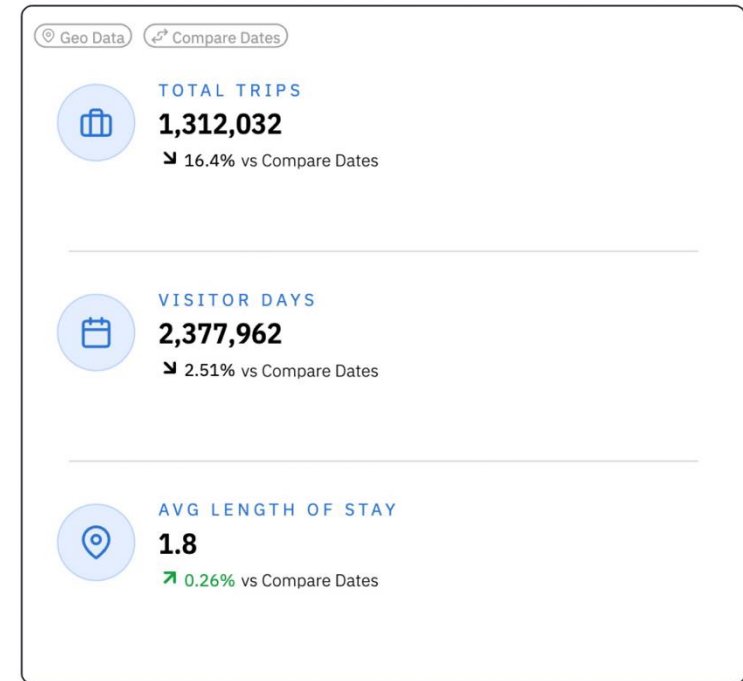 Geo Data Compare Dates
TOTAL TRIPS
1,312,032
16.4% vs Compare Dates
VISITOR DAYS
2,377,962
2.51% vs Compare Dates
AVG LENGTH OF STAY
1.8
0.26% vs Compare Dates